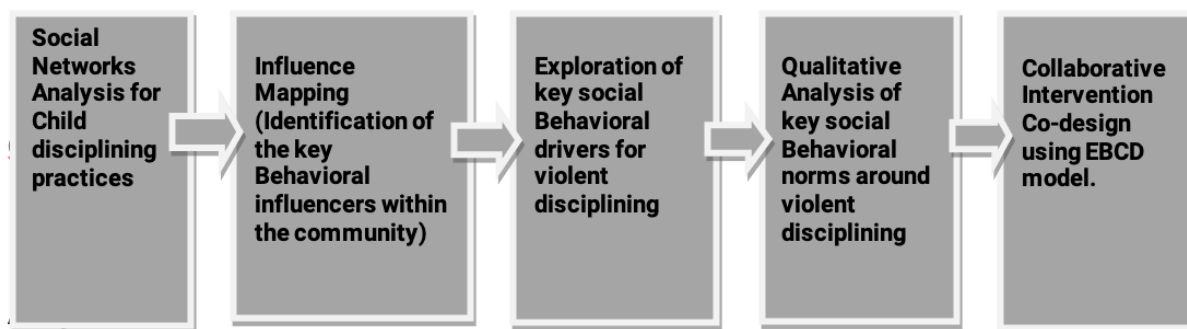 Social
Networks
Analysis for
Child
disciplining
practices
Influence
Mapping
(Identification of
the key
Behavioral
influencers within
the community)
Exploration of
key social
Behavioral
drivers for
violent
disciplining
Qualitative
Analysis of
key social
Behavioral
norms around
violent
disciplining
Collaborative
Intervention
Co-design
using EBCD
model.